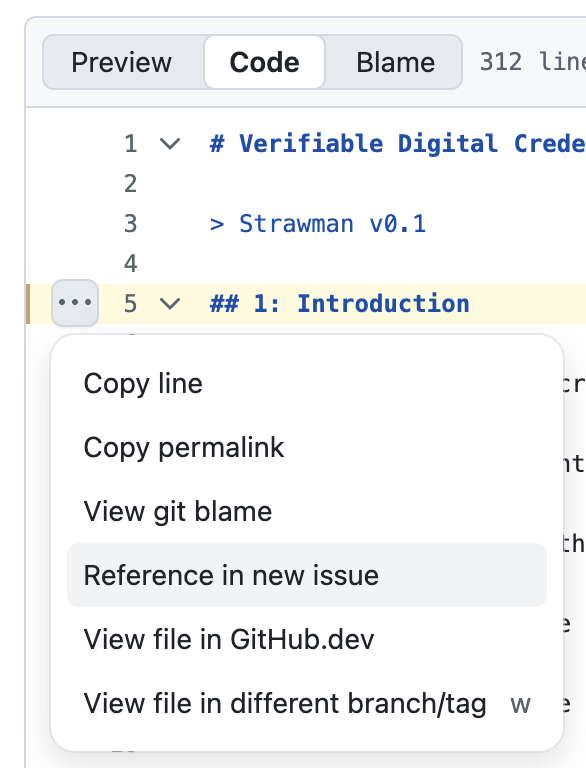 Preview Code Blame 312
1 # Verifiable Digital
2
3 > Strawman v0.1
4
5 ## 1: Introduction
Copy line
Copy permalink
View git blame
Reference in new issue
View file in GitHub.dev
View file in different branch/tag w